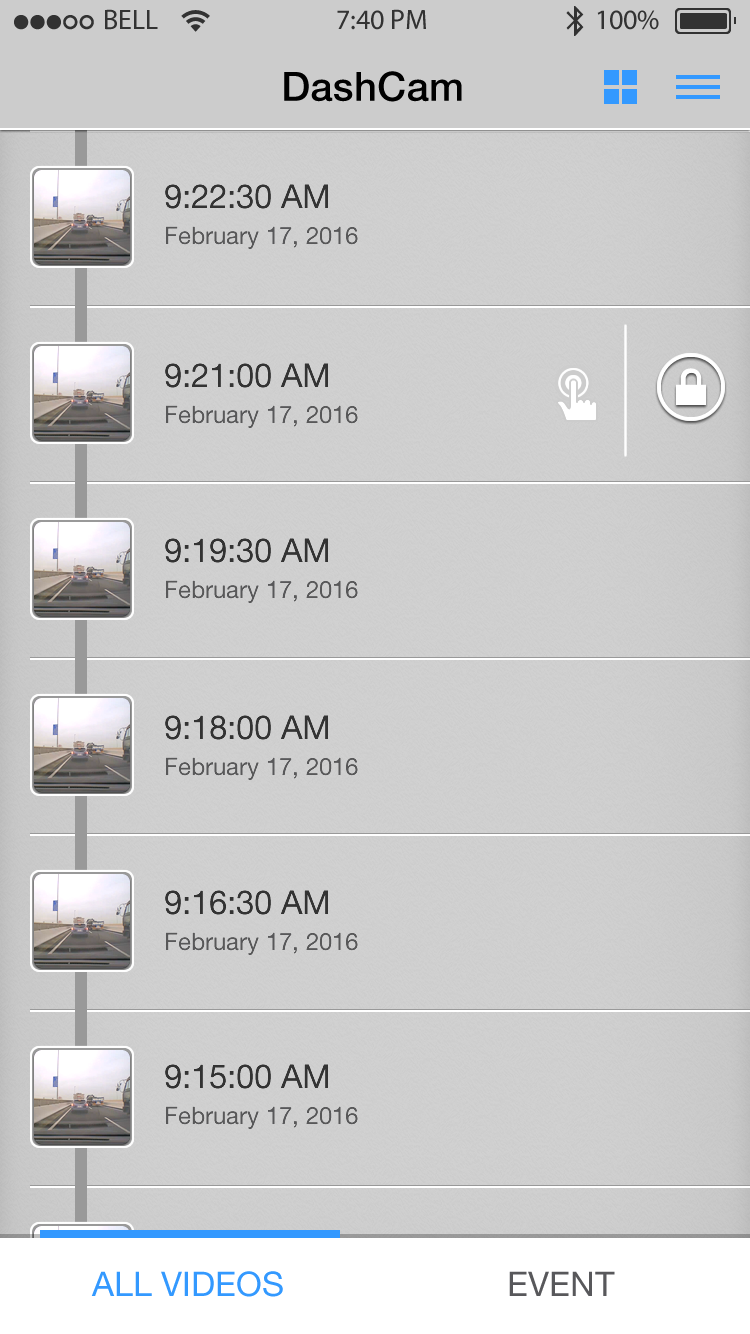 BELL 7:40 PM 100%
DashCam
9:22:30 AM
February 17, 2016
9:21:00 AM
February 17, 2016
9:19:30 AM
February 17, 2016
9:18:00 AM
February 17, 2016
9:16:30 AM
February 17, 2016
9:15:00 AM
February 17, 2016
ALL VIDEOS EVENT